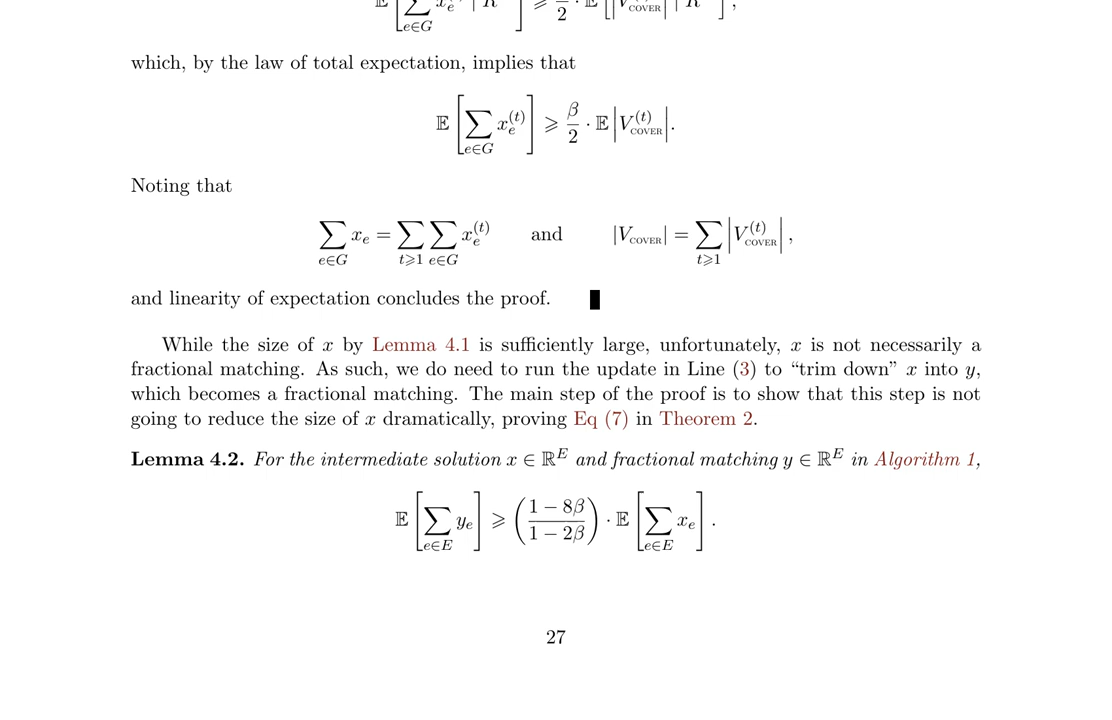 E[∑_{e∈G} x_e | R ] ⩾ /2 · E[|V_COVER| | R ],
which, by the law of total expectation, implies that
E[∑_{e∈G} x_e^{(t)}] ⩾ β/2 · E|V_COVER^{(t)}|.
Noting that
∑_{e∈G} x_e = ∑_{t⩾1} ∑_{e∈G} x_e^{(t)} and |V_COVER| = ∑_{t⩾1} |V_COVER^{(t)}|,
and linearity of expectation concludes the proof. ▮
While the size of x by Lemma 4.1 is sufficiently large, unfortunately, x is not necessarily a
fractional matching. As such, we do need to run the update in Line (3) to “trim down” x into y,
which becomes a fractional matching. The main step of the proof is to show that this step is not
going to reduce the size of x dramatically, proving Eq (7) in Theorem 2.
Lemma 4.2. For the intermediate solution x ∈ ℝ^E and fractional matching y ∈ ℝ^E in Algorithm 1,
E[∑_{e∈E} y_e] ⩾ ((1 − 8β)/(1 − 2β)) · E[∑_{e∈E} x_e].
27